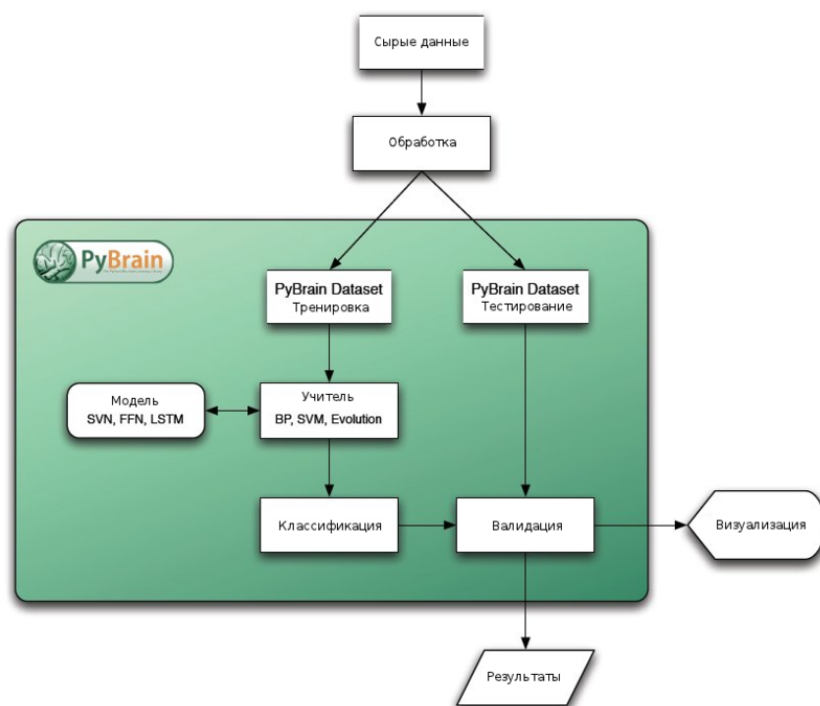 Сырые данные
Обработка
PyBrain
PyBrain Dataset
Тренировка
PyBrain Dataset
Тестирование
Модель
SVN, FFN, LSTM
Учитель
BP, SVM, Evolution
Классификация
Валидация
Визуализация
Результаты